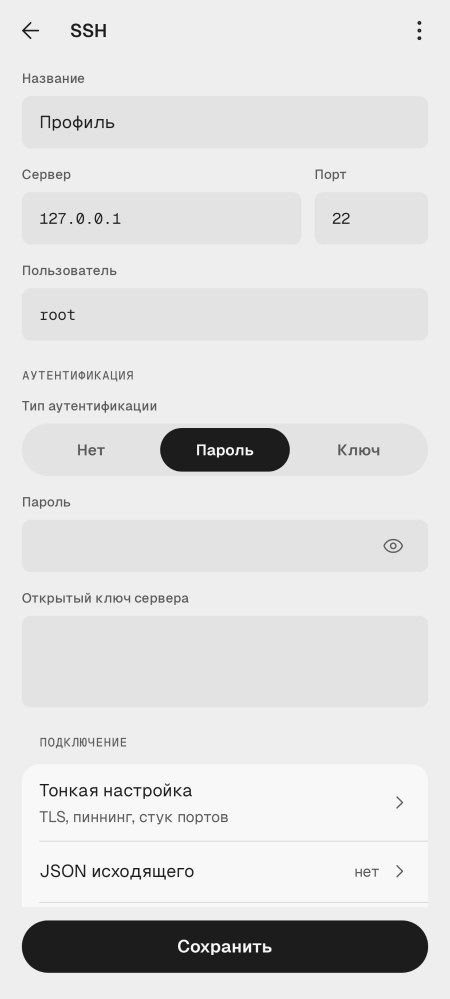 SSH
Название
Профиль
Сервер
Порт
127.0.0.1
22
Пользователь
root
АУТЕНТИФИКАЦИЯ
Тип аутентификации
Нет
Пароль
Ключ
Пароль
Открытый ключ сервера
ПОДКЛЮЧЕНИЕ
Тонкая настройка
TLS, пиннинг, стук портов
JSON исходящего
нет
Сохранить